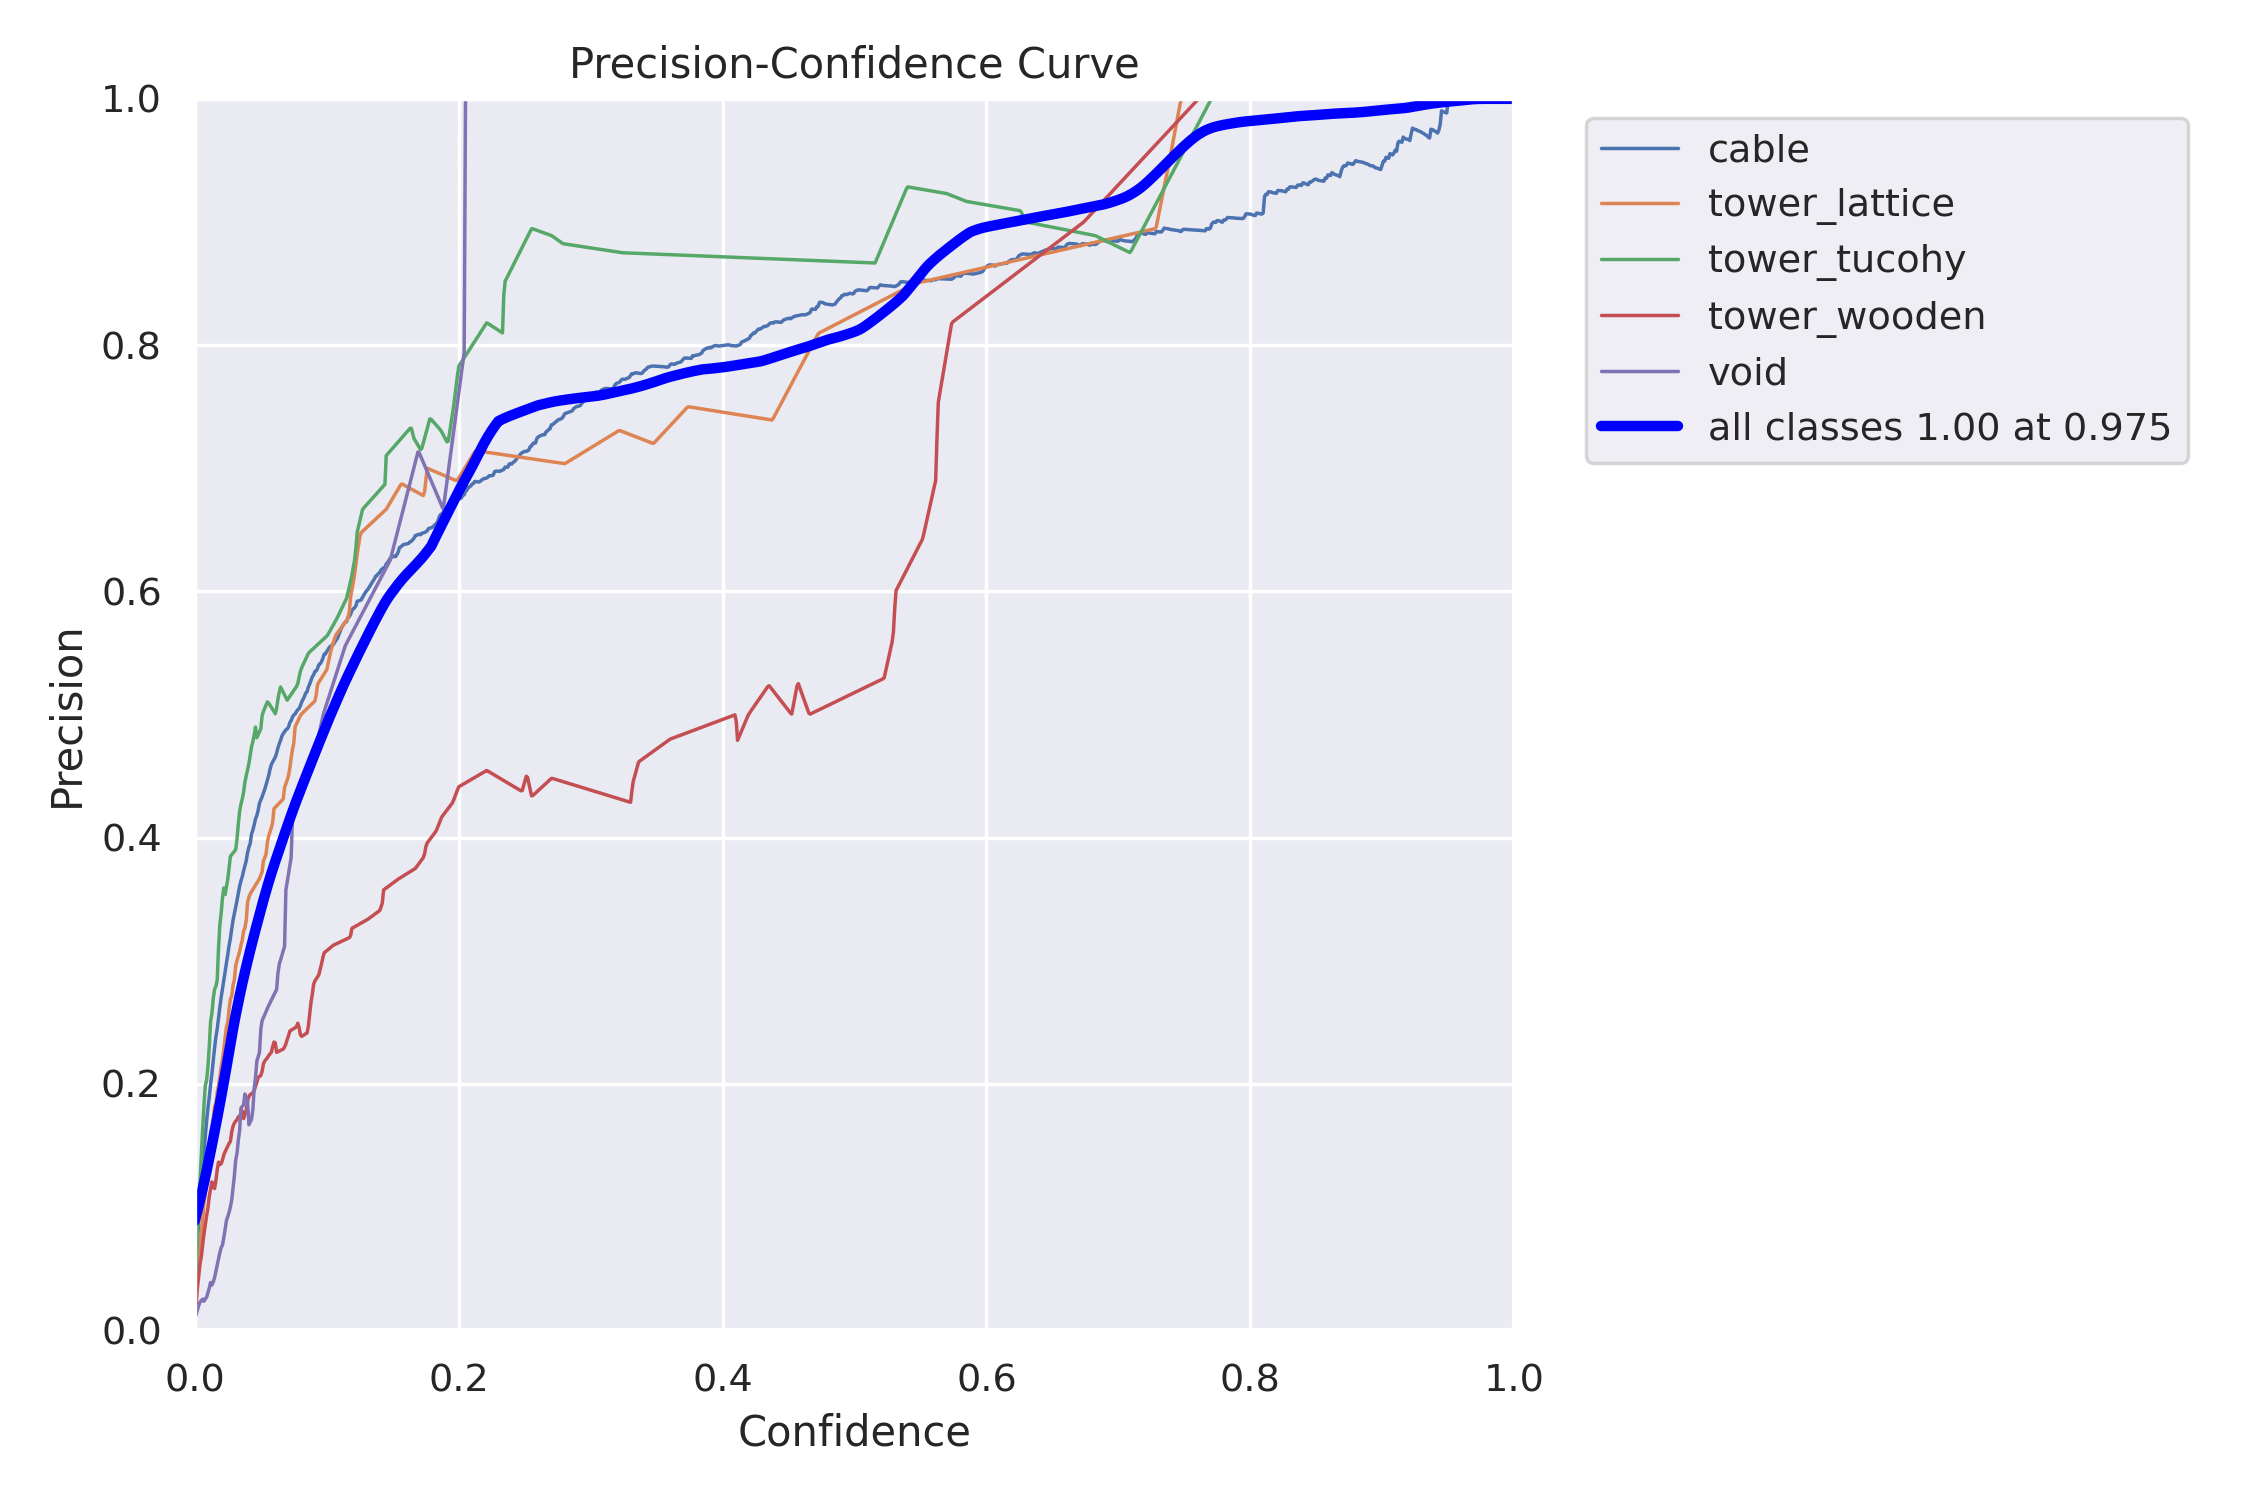 Precision-Confidence Curve
1.0
0.8
0.6
0.4
0.2
0.0
Precision
0.0 0.2 0.4 0.6 0.8 1.0
Confidence
cable
tower_lattice
tower_tucohy
tower_wooden
void
all classes 1.00 at 0.975